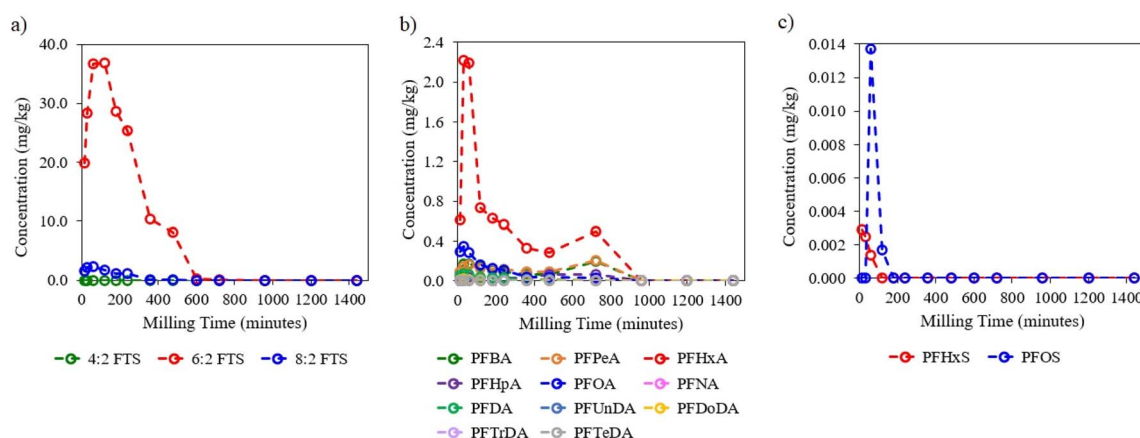 a)
40.0
30.0
20.0
10.0
0.0
Concentration (mg/kg)
0 200 400 600 800 1000 1200 1400
Milling Time (minutes)
4:2 FTS 6:2 FTS 8:2 FTS
b)
2.4
2.0
1.6
1.2
0.8
0.4
0.0
Concentration (mg/kg)
0 200 400 600 800 1000 1200 1400
Milling Time (minutes)
PFBA PFPeA PFHxA
PFHpA PFOA PFNA
PFDA PFUnDA PFDoDA
PFTrDA PFTeDA
c)
0.014
0.012
0.010
0.008
0.006
0.004
0.002
0.000
Concentration (mg/kg)
0 200 400 600 800 1000 1200 1400
Milling Time (minutes)
PFHxS PFOS